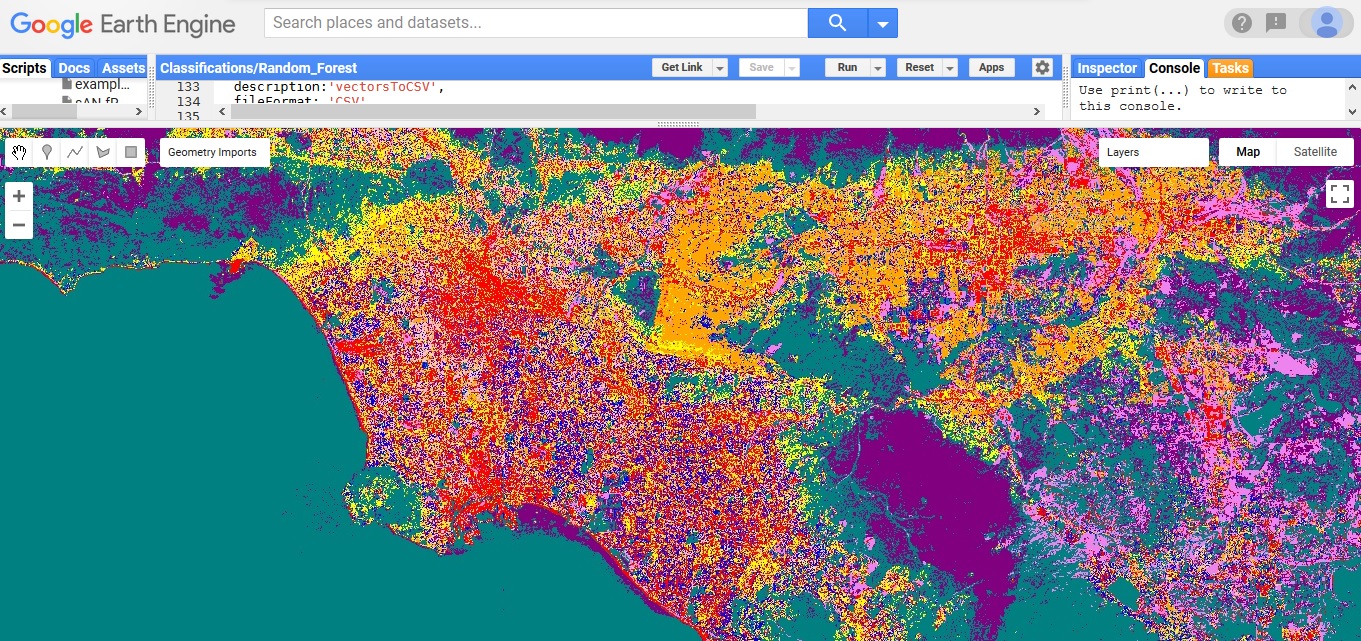 Google Earth Engine
Search places and datasets...
Scripts
Docs
Assets
exampl...
Classifications/Random_Forest
Get Link
Save
Run
Reset
Apps
133 description:'vectorsToCSV',
134 fileFormat: 'CSV'
135
Inspector
Console
Tasks
Use print(...) to write to
this console.
Geometry Imports
Layers
Map
Satellite